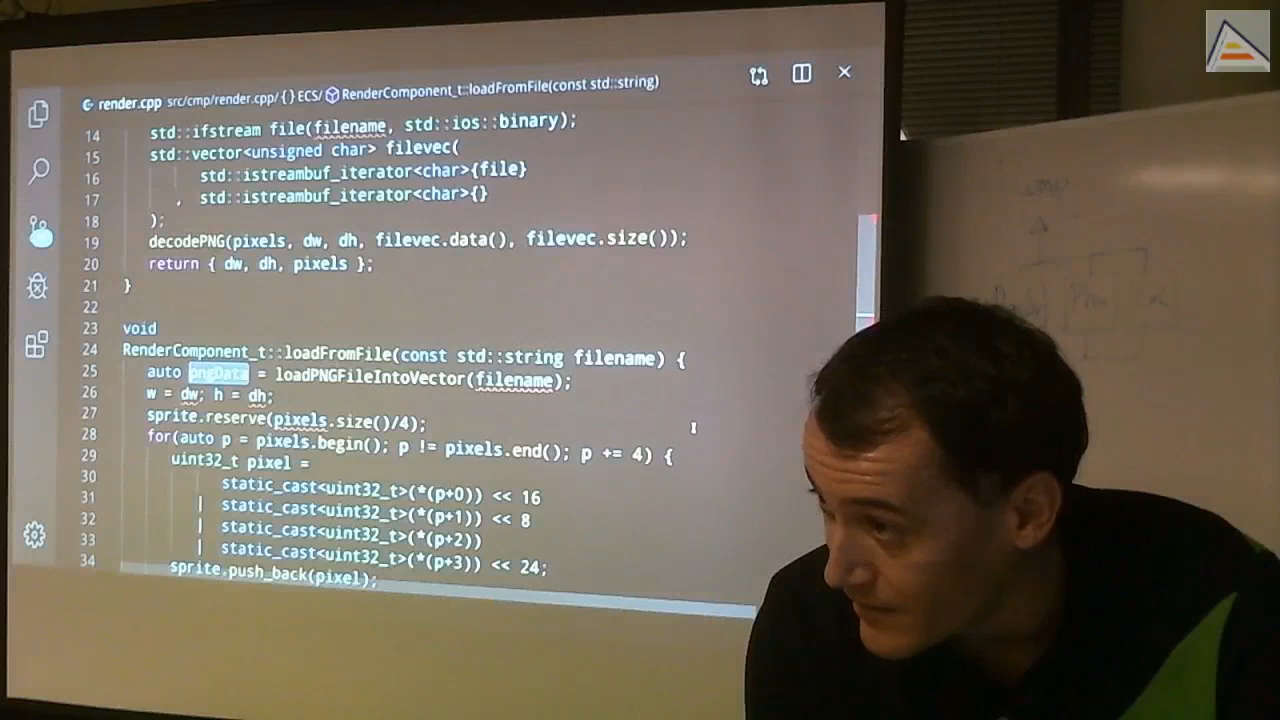 render.cpp src/cmp/render.cpp/{} ECS/ RenderComponent_t::loadFromFile(const std::string)
14 std::ifstream file(filename, std::ios::binary);
15 std::vector<unsigned char> filevec(
16 std::istreambuf_iterator<char>{file}
17 , std::istreambuf_iterator<char>{}
18 );
19 decodePNG(pixels, dw, dh, filevec.data(), filevec.size());
20 return { dw, dh, pixels };
21 }
22
23 void
24 RenderComponent_t::loadFromFile(const std::string filename) {
25 auto pngData = loadPNGFileIntoVector(filename);
26 w = dw; h = dh;
27 sprite.reserve(pixels.size()/4);
28 for(auto p = pixels.begin(); p != pixels.end(); p += 4) {
29 uint32_t pixel =
30 static_cast<uint32_t>(*(p+0)) << 16
31 | static_cast<uint32_t>(*(p+1)) << 8
32 | static_cast<uint32_t>(*(p+2))
33 | static_cast<uint32_t>(*(p+3)) << 24;
34 sprite.push_back(pixel);